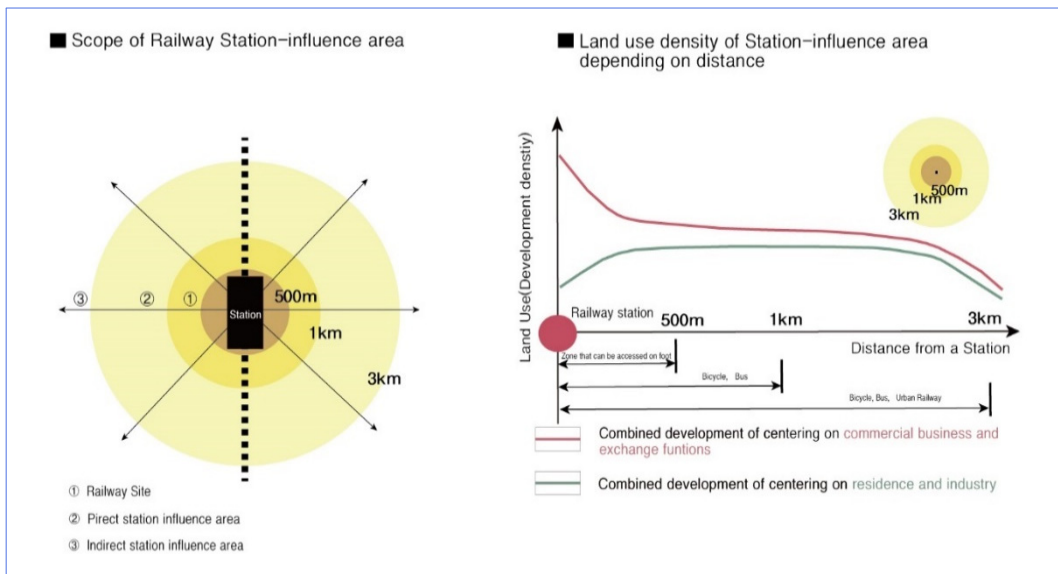 ■ Scope of Railway Station-influence area
500m
① 
② 
③ 
Station
1km
3km
① Railway Site
② Pirect station influence area
③ Indirect station influence area
■ Land use density of Station-influence area
depending on distance
Land Use(Development denstiy)
500m
1km
3km
Railway station
500m
1km
3km
Distance from a Station
Zone that can be accessed on foot
Bicycle, Bus
Bicycle, Bus, Urban Railway
Combined development of centering on commercial business and
exchange funtions
Combined development of centering on residence and industry